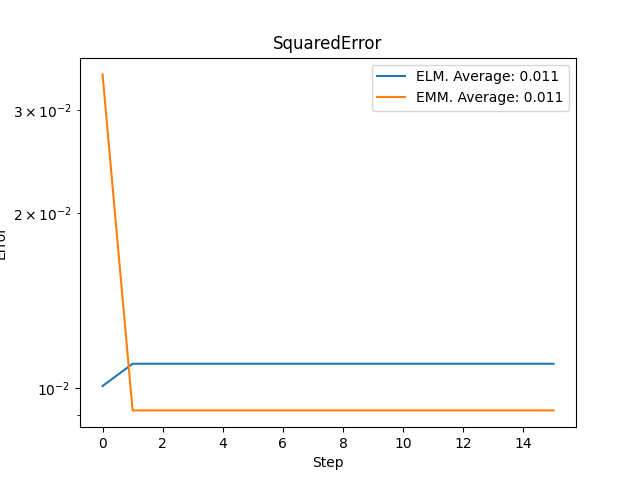 SquaredError
ELM. Average: 0.011
EMM. Average: 0.011
3 × 10⁻²
2 × 10⁻²
10⁻²
Error
0 2 4 6 8 10 12 14
Step